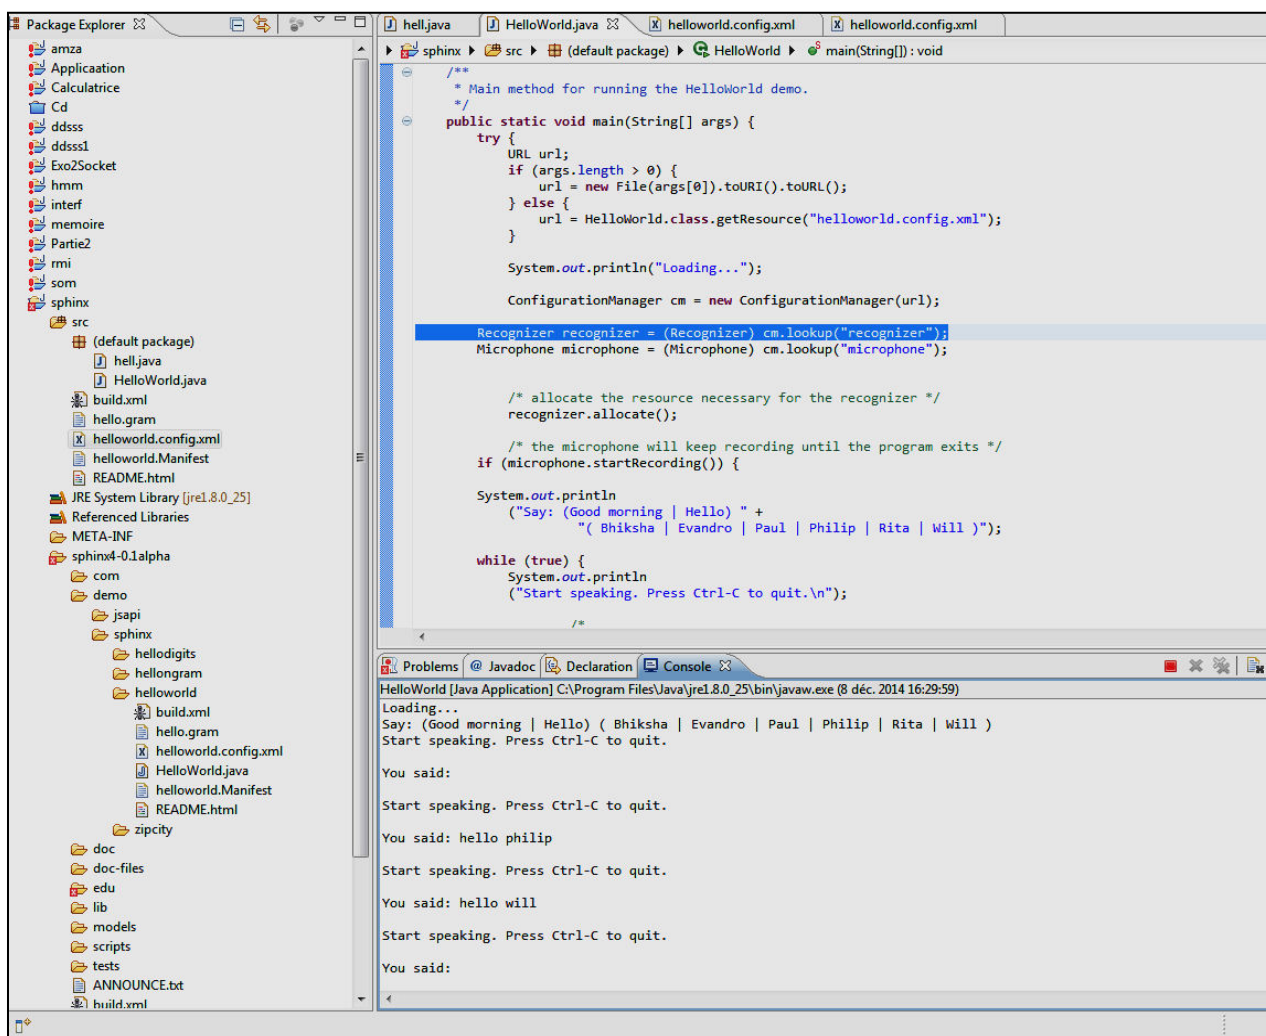 Package Explorer
amza
Applicaation
Calculatrice
Cd
ddsss
ddsss1
Exo2Socket
hmm
interf
memoire
Partie2
rmi
som
sphinx
src
(default package)
hell.java
HelloWorld.java
build.xml
hello.gram
helloworld.config.xml
helloworld.Manifest
README.html
JRE System Library [jre1.8.0_25]
Referenced Libraries
META-INF
sphinx4-0.1alpha
com
demo
jsapi
sphinx
hellodigits
hellongram
helloworld
build.xml
hello.gram
helloworld.config.xml
HelloWorld.java
helloworld.Manifest
README.html
zipcity
doc
doc-files
edu
lib
models
scripts
tests
ANNOUNCE.txt
build.xml
hell.java HelloWorld.java helloworld.config.xml helloworld.config.xml
sphinx src (default package) HelloWorld main(String[]) : void
/**
* Main method for running the HelloWorld demo.
*/
public static void main(String[] args) {
try {
URL url;
if (args.length > 0) {
url = new File(args[0]).toURI().toURL();
} else {
url = HelloWorld.class.getResource("helloworld.config.xml");
}
System.out.println("Loading...");
ConfigurationManager cm = new ConfigurationManager(url);
Recognizer recognizer = (Recognizer) cm.lookup("recognizer");
Microphone microphone = (Microphone) cm.lookup("microphone");
/* allocate the resource necessary for the recognizer */
recognizer.allocate();
/* the microphone will keep recording until the program exits */
if (microphone.startRecording()) {
System.out.println
("Say: (Good morning | Hello) " +
"( Bhiksha | Evandro | Paul | Philip | Rita | Will )");
while (true) {
System.out.println
("Start speaking. Press Ctrl-C to quit.\n");
/*
Problems @ Javadoc Declaration Console
HelloWorld [Java Application] C:\Program Files\Java\jre1.8.0_25\bin\javaw.exe (8 déc. 2014 16:29:59)
Loading...
Say: (Good morning | Hello) ( Bhiksha | Evandro | Paul | Philip | Rita | Will )
Start speaking. Press Ctrl-C to quit.
You said:
Start speaking. Press Ctrl-C to quit.
You said: hello philip
Start speaking. Press Ctrl-C to quit.
You said: hello will
Start speaking. Press Ctrl-C to quit.
You said: